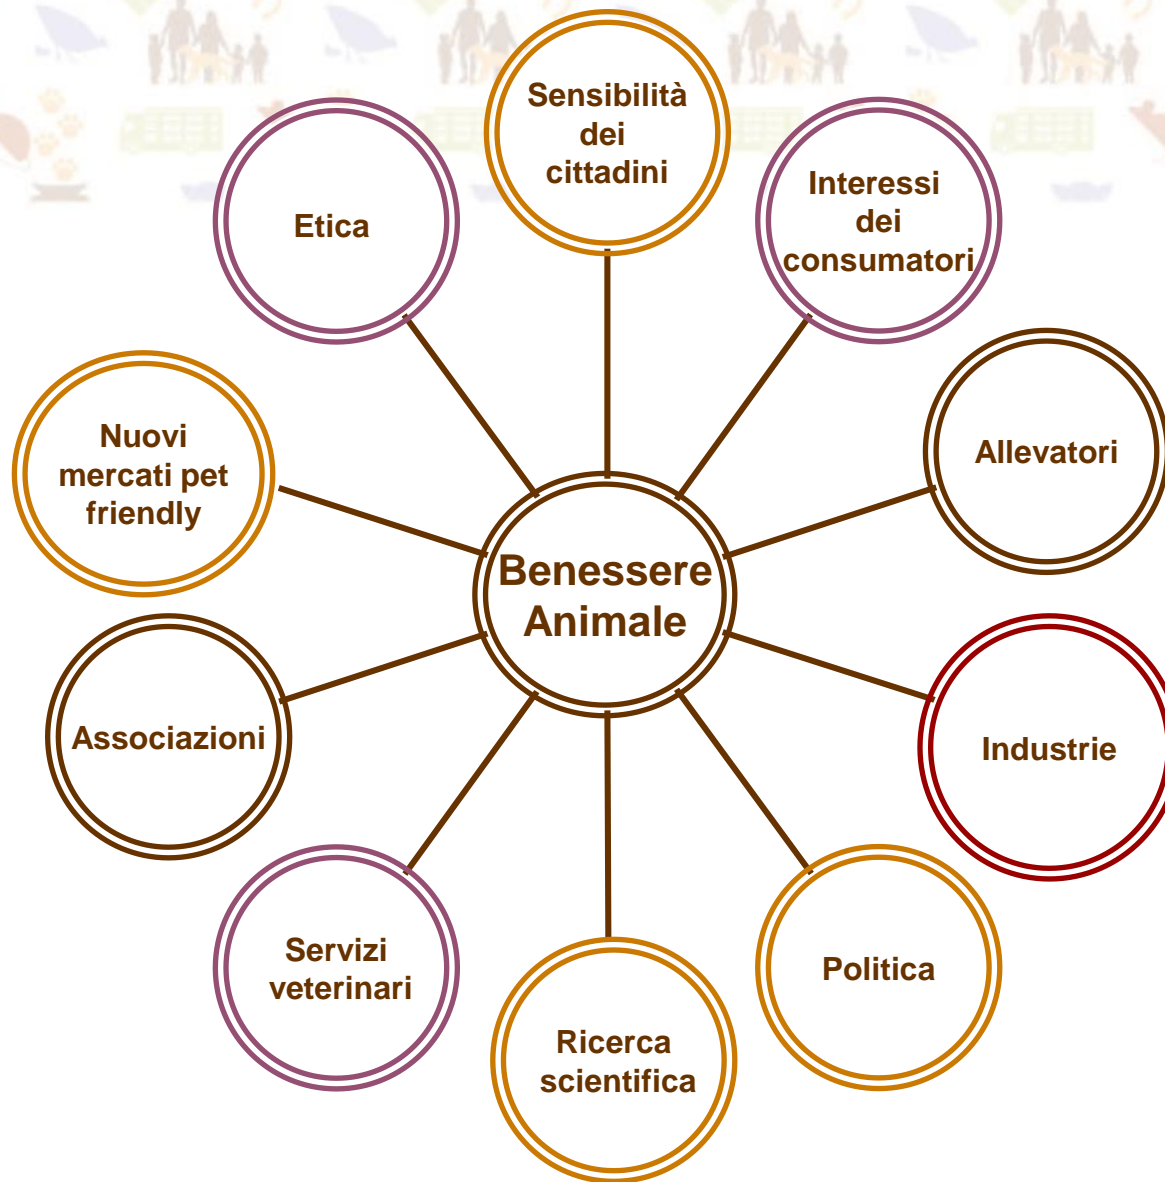 Sensibilità
dei
cittadini
Interessi
dei
consumatori
Etica
Allevatori
Nuovi
mercati pet
friendly
Benessere
Animale
Associazioni
Industrie
Servizi
veterinari
Politica
Ricerca
scientifica